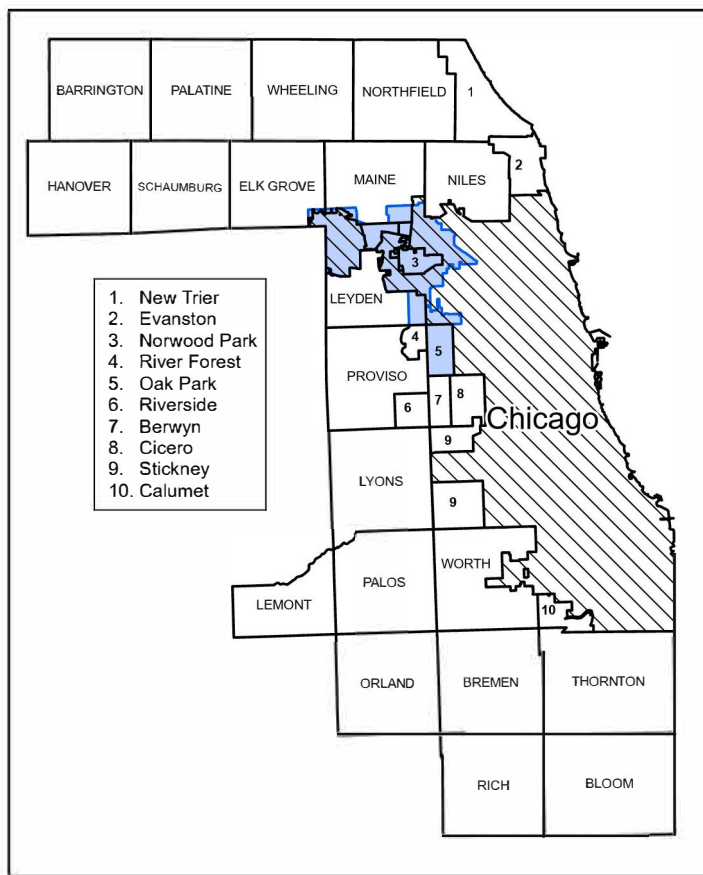 BARRINGTON PALATINE WHEELING NORTHFIELD 1
2
HANOVER SCHAUMBURG ELK GROVE MAINE NILES
3
LEYDEN
1. New Trier
2. Evanston
3. Norwood Park
4. River Forest
5. Oak Park
6. Riverside
7. Berwyn
8. Cicero
9. Stickney
10. Calumet
4
5
PROVISO
7 8
6
Chicago
9
LYONS
9
WORTH
PALOS
LEMONT
10
ORLAND BREMEN THORNTON
RICH BLOOM